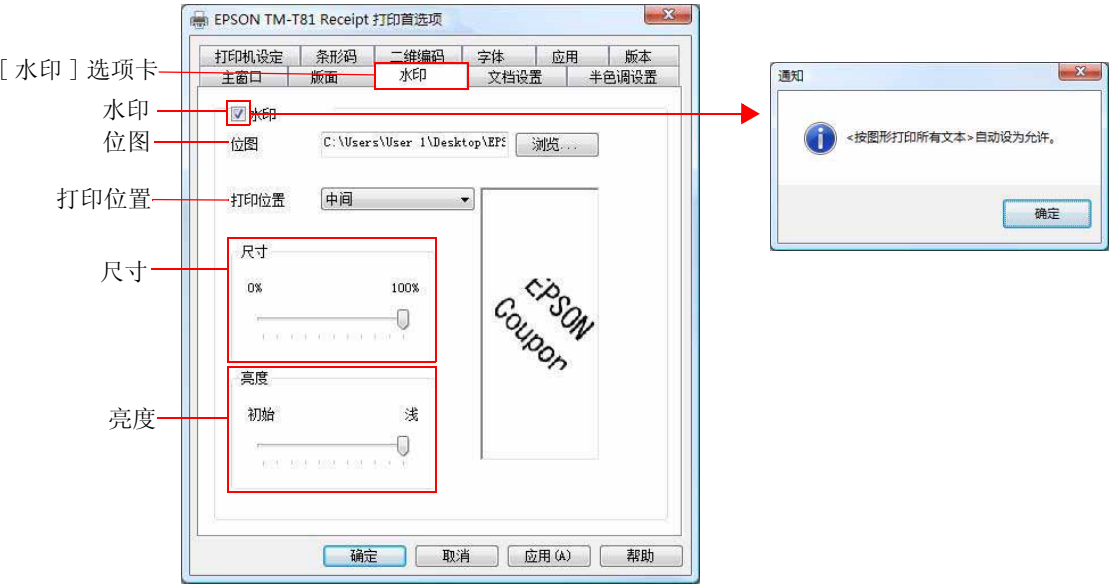 EPSON TM-T81 Receipt 打印首选项
打印机设定 条形码 二维编码 字体 应用 版本
主窗口 版面 水印 文档设置 半色调设置
[ 水印 ] 选项卡
水印
水印
位图
位图 C:\Users\User 1\Desktop\EPS 浏览...
打印位置
打印位置 中间
尺寸
尺寸
0% 100%
EPSON
Coupon
亮度
亮度
初始 浅
确定 取消 应用(A) 帮助
通知
<按图形打印所有文本>自动设为允许。
确定